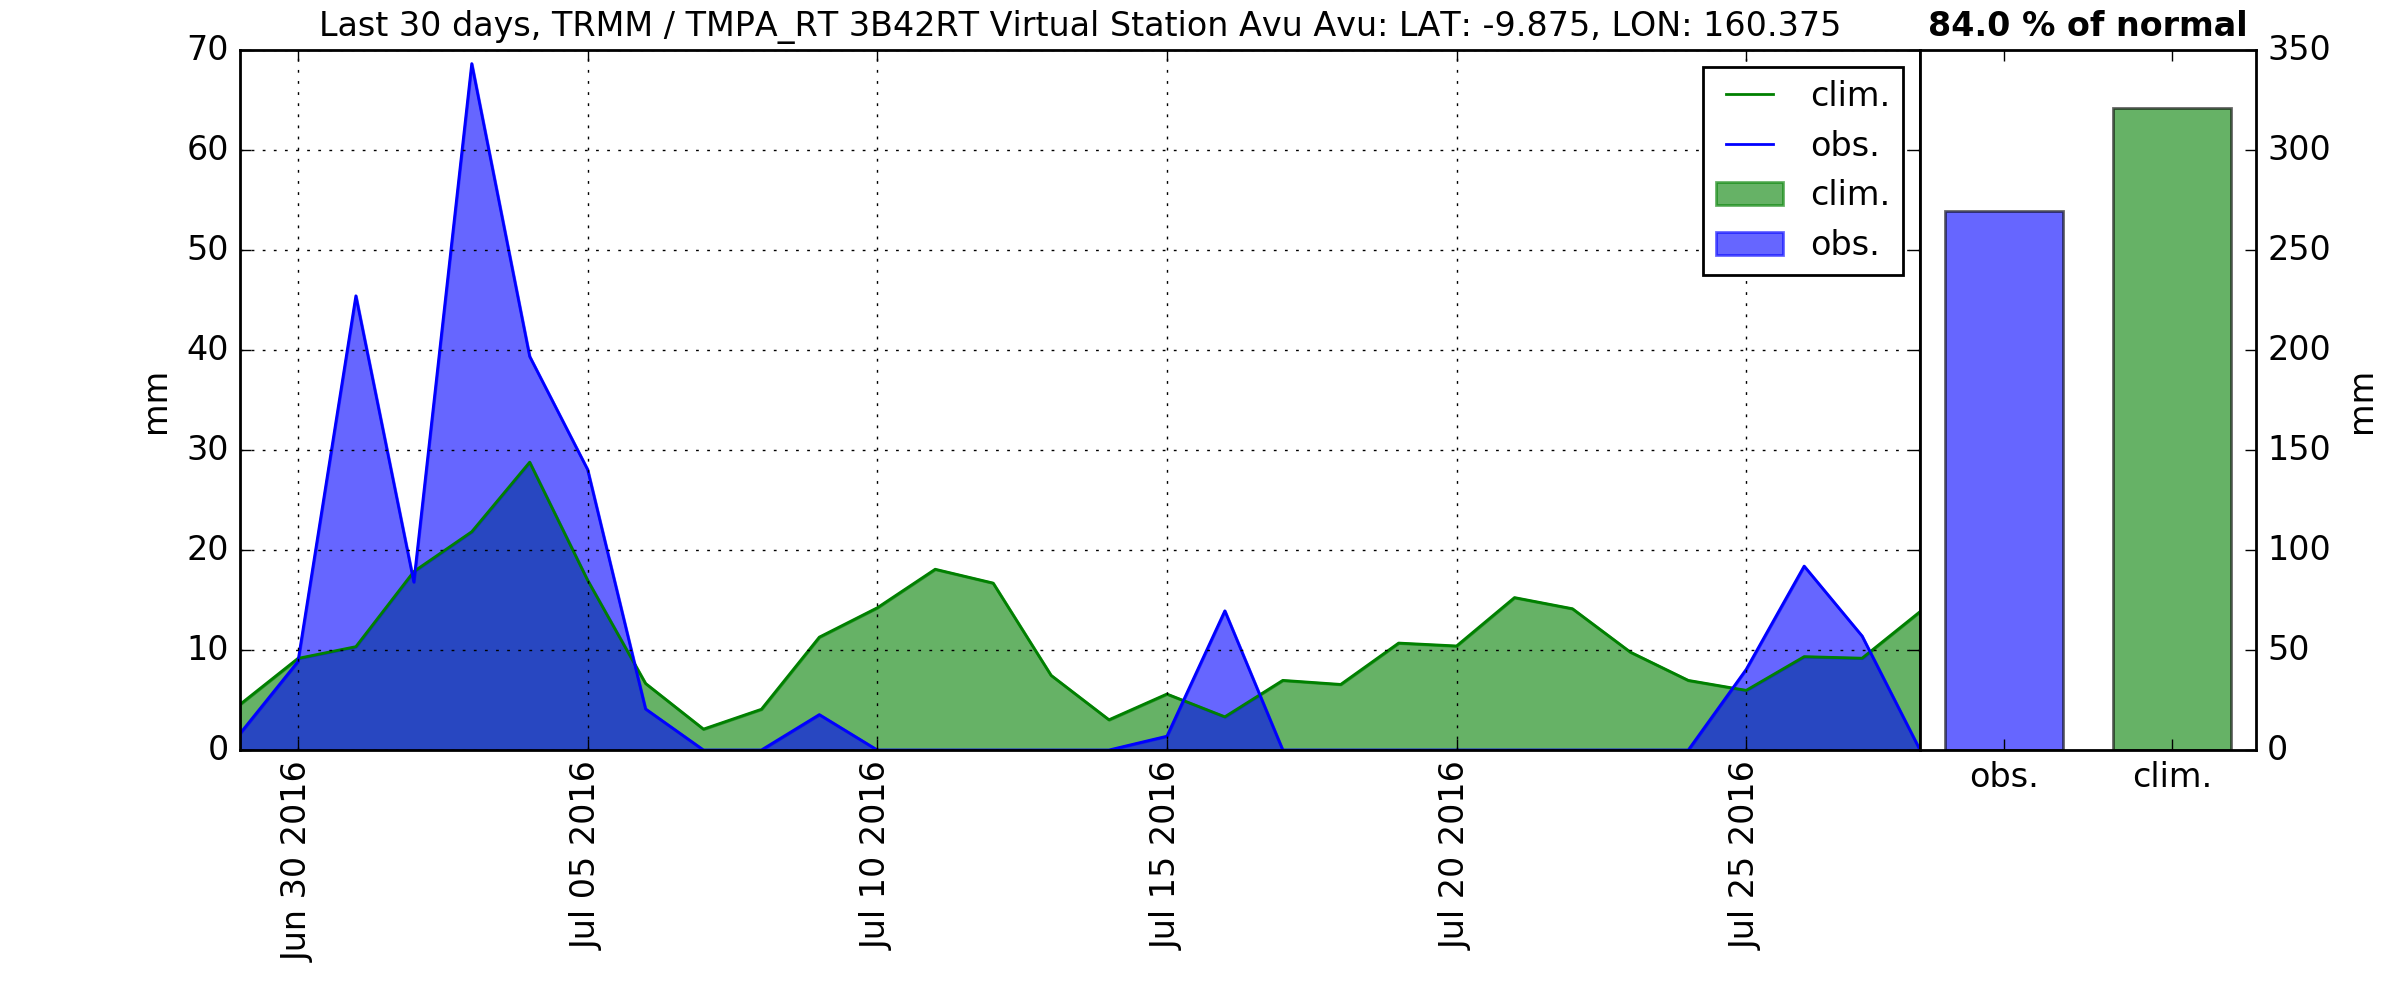 Last 30 days, TRMM / TMPA_RT 3B42RT Virtual Station Avu Avu: LAT: -9.875, LON: 160.375
84.0 % of normal
70
60
50
40
30
20
10
0
mm
clim.
obs.
clim.
obs.
Jun 30 2016
Jul 05 2016
Jul 10 2016
Jul 15 2016
Jul 20 2016
Jul 25 2016
350
300
250
200
150
100
50
0
mm
obs.
clim.